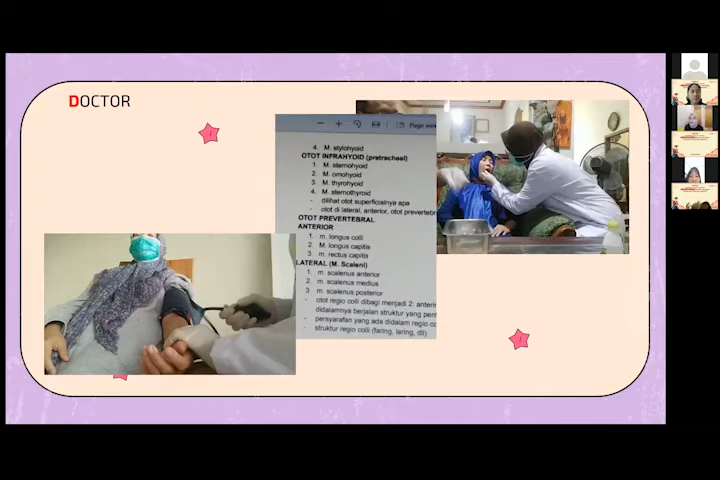 DOCTOR
Page view
4. M. stylohyoid
OTOT INFRAHYOID (pretracheal)
1. M. sternohyoid
2. M. omohyoid
3. M. thyrohyoid
4. M. sternothyroid
- dilihat otot superficialnya apa
- otot di lateral, anterior, otot prevertebr
OTOT PREVERTEBRAL
ANTERIOR
1. m. longus colli
2. M. longus capitis
3 m. rectus capitis
LATERAL (M. Scaleni)
1. m. scalenus anterior
2. m. scalenus medius
3. m. scalenus posterior
- otot regio colli dibagi menjadi 2: anterio
didalamnya berjalan struktur yang
- persyarafan yang ada didalam regio co
- struktur regio colli (faring, laring, dll)